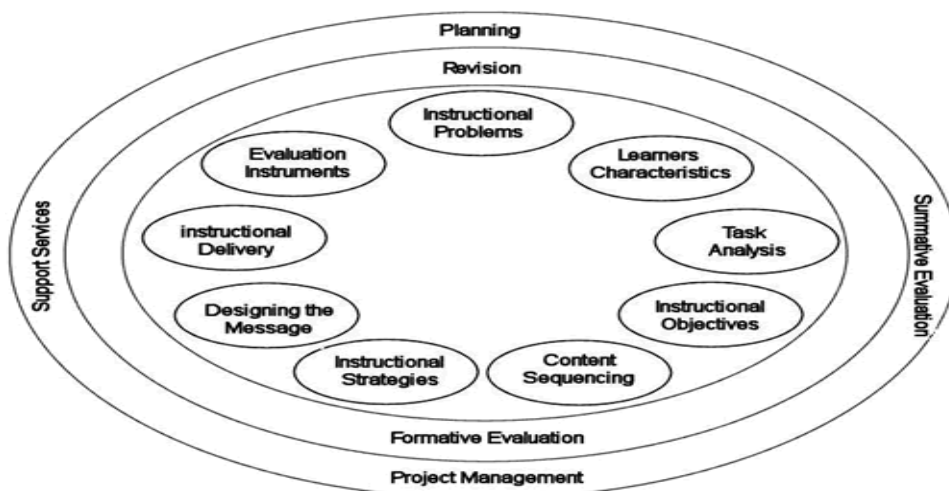 Planning
Revision
Instructional
Problems
Learners
Characteristics
Task
Analysis
Instructional
Objectives
Content
Sequencing
Instructional
Strategies
Designing the
Message
instructional
Delivery
Evaluation
Instruments
Support Services
Summative Evaluation
Formative Evaluation
Project Management